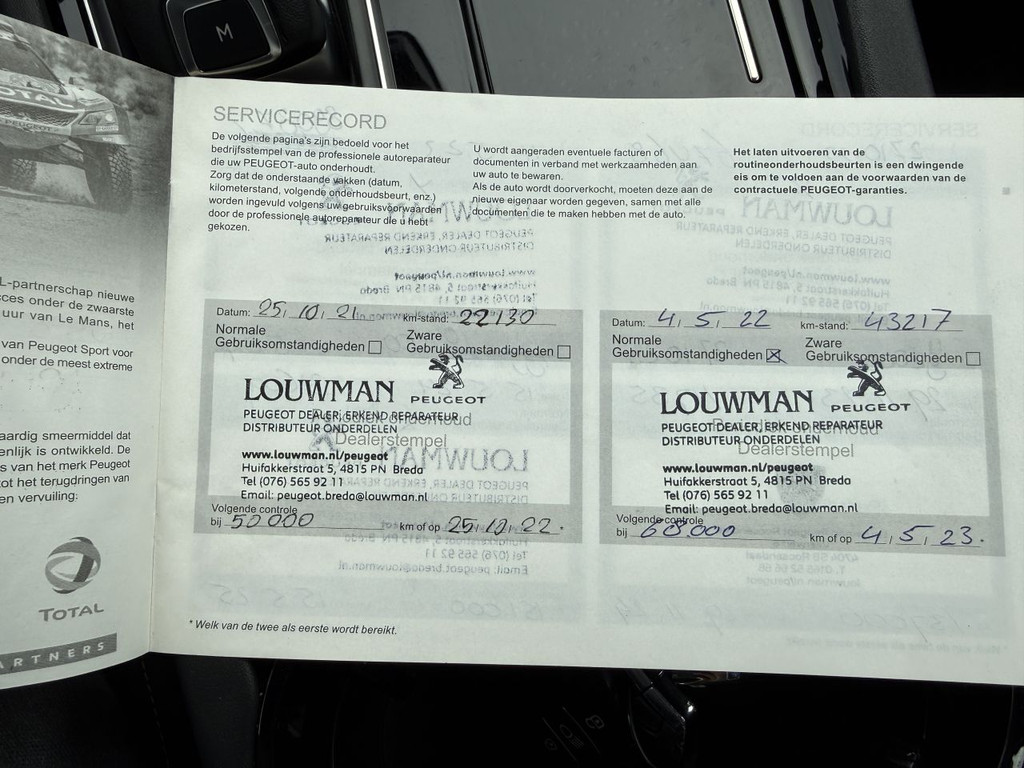 M
TOTAL
PEUGEOT
L-partnerschap nieuwe
ces onder de zwaarste
uur van Le Mans, het
van Peugeot Sport voor
onder de meest extreme
aardig smeermiddel dat
enlijk is ontwikkeld. De
s van het merk Peugeot
tot het terugdringen van
en vervuiling:
TOTAL
ARTNERS
SERVICERECORD
De volgende pagina's zijn bedoeld voor het
bedrijfsstempel van de professionele autoreparateur
die uw PEUGEOT-auto onderhoudt.
Zorg dat de onderstaande vakken (datum,
kilometerstand, volgende onderhoudsbeurt, enz.)
worden ingevuld volgens uw gebruiksvoorwaarden
door de professionele autoreparateur die u hebt
gekozen.
U wordt aangeraden eventuele facturen of
documenten in verband met werkzaamheden aan
uw auto te bewaren.
Als de auto wordt doorverkocht, moeten deze aan de
nieuwe eigenaar worden gegeven, samen met alle
documenten die te maken hebben met de auto.
Het laten uitvoeren van de
routineonderhoudsbeurten is een dwingende
eis om te voldoen aan de voorwaarden van de
contractuele PEUGEOT-garanties.
Datum: 25, 10, 21 km-stand: 22130
Normale Zware
Gebruiksomstandigheden Gebruiksomstandigheden
LOUWMAN PEUGEOT
PEUGEOT DEALER, ERKEND REPARATEUR
DISTRIBUTEUR ONDERDELEN
Dealerstempel
www.louwman.nl/peugeot
Huifakkerstraat 5, 4815 PN Breda
Tel (076) 565 92 11
Email: peugeot.breda@louwman.nl
Volgende controle
bij 50.000 km of op 25, 10, 22.
Datum: 4, 5, 22 km-stand: 43217
Normale Zware
Gebruiksomstandigheden Gebruiksomstandigheden
LOUWMAN PEUGEOT
PEUGEOT DEALER, ERKEND REPARATEUR
DISTRIBUTEUR ONDERDELEN
Dealerstempel
www.louwman.nl/peugeot
Huifakkerstraat 5, 4815 PN Breda
Tel (076) 565 92 11
Email: peugeot.breda@louwman.nl
Volgende controle
bij 68.000 km of op 4, 5, 23.
* Welk van de twee als eerste wordt bereikt.